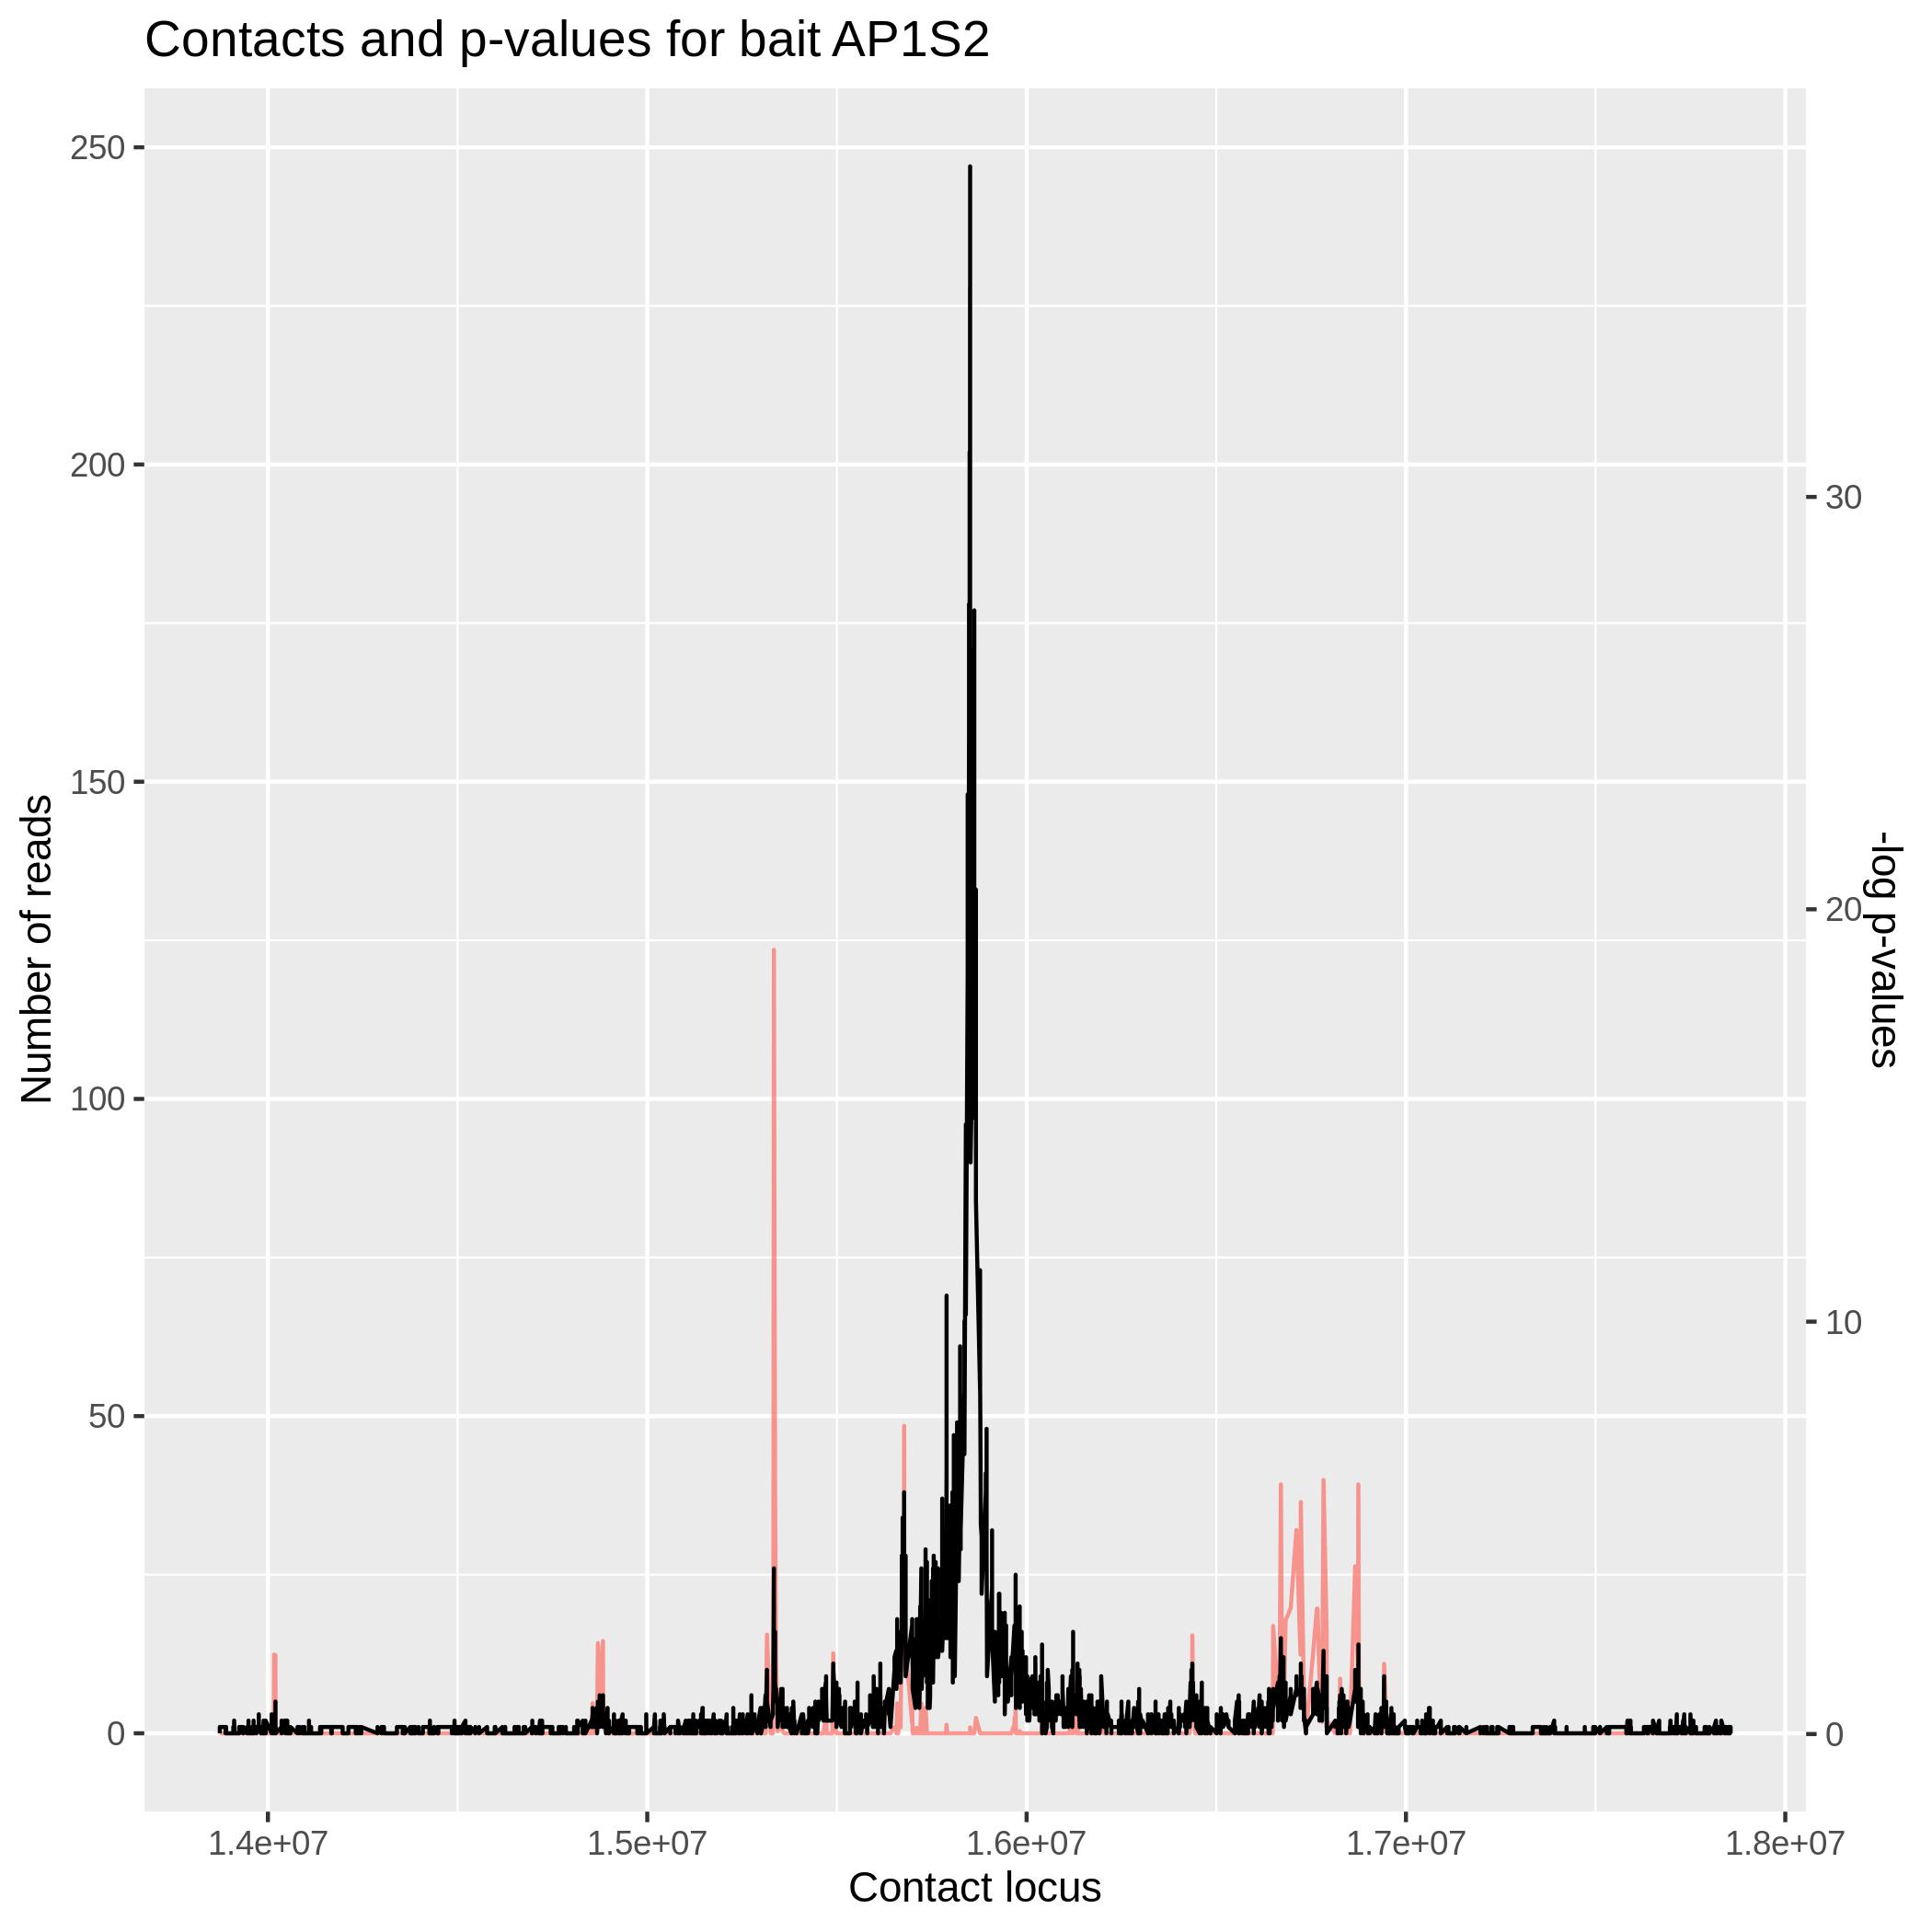 Contacts and p-values for bait AP1S2
Number of reads
250
200
150
100
50
0
30
20
10
0
-log p-values
1.4e+07
1.5e+07
1.6e+07
1.7e+07
1.8e+07
Contact locus